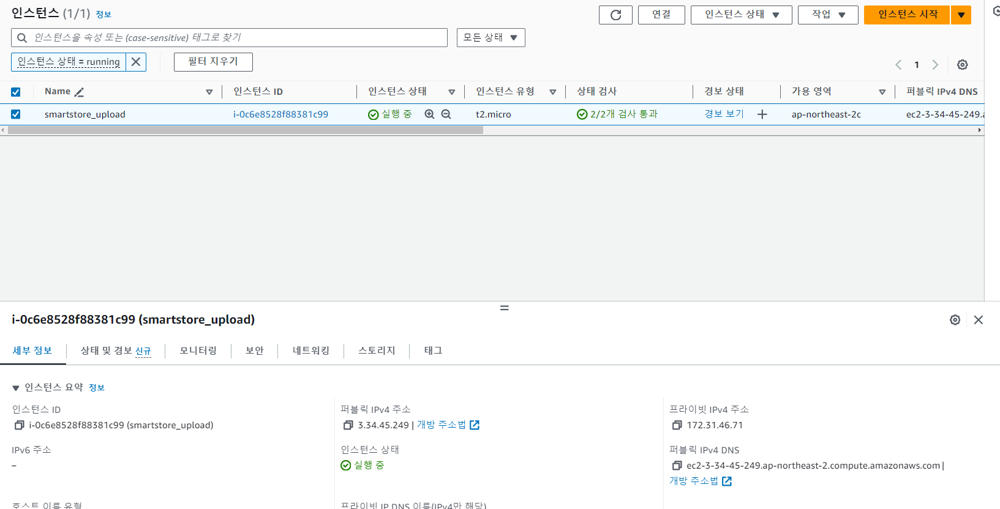 인스턴스 (1/1) 정보
연결
인스턴스 상태
작업
인스턴스 시작
인스턴스을 속성 또는 (case-sensitive) 태그로 찾기
모든 상태
인스턴스 상태 = running
필터 지우기
1
Name 인스턴스 ID 인스턴스 상태 인스턴스 유형 상태 검사 경보 상태 가용 영역 퍼블릭 IPv4 DNS
smartstore_upload i-0c6e8528f88381c99 실행 중 t2.micro 2/2개 검사 통과 경보 보기 ap-northeast-2c ec2-3-34-45-249.a
i-0c6e8528f88381c99 (smartstore_upload)
세부 정보 상태 및 경보 신규 모니터링 보안 네트워킹 스토리지 태그
인스턴스 요약 정보
인스턴스 ID
i-0c6e8528f88381c99 (smartstore_upload)
퍼블릭 IPv4 주소
3.34.45.249 | 개방 주소법
프라이빗 IPv4 주소
172.31.46.71
IPv6 주소
–
인스턴스 상태
실행 중
퍼블릭 IPv4 DNS
ec2-3-34-45-249.ap-northeast-2.compute.amazonaws.com |
개방 주소법
호스트 이름 유형
프라이빗 IP DNS 이름(IPv4만 해당)